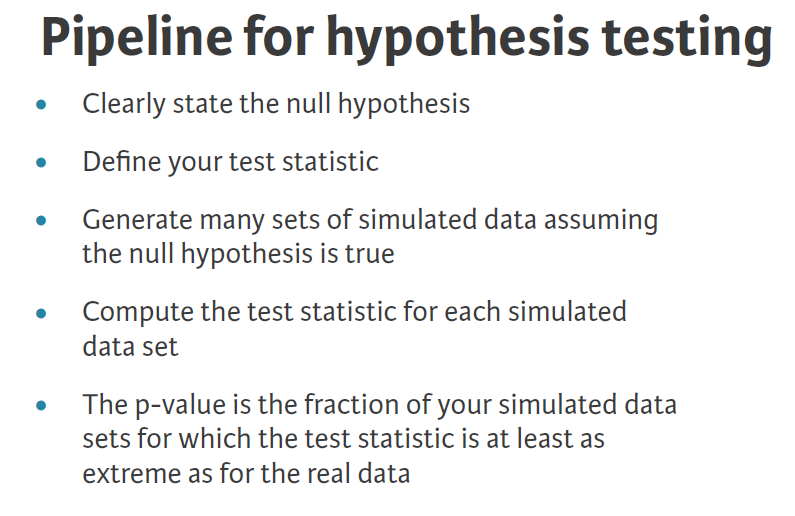 Pipeline for hypothesis testing
• Clearly state the null hypothesis
• Define your test statistic
• Generate many sets of simulated data assuming
the null hypothesis is true
• Compute the test statistic for each simulated
data set
• The p-value is the fraction of your simulated data
sets for which the test statistic is at least as
extreme as for the real data